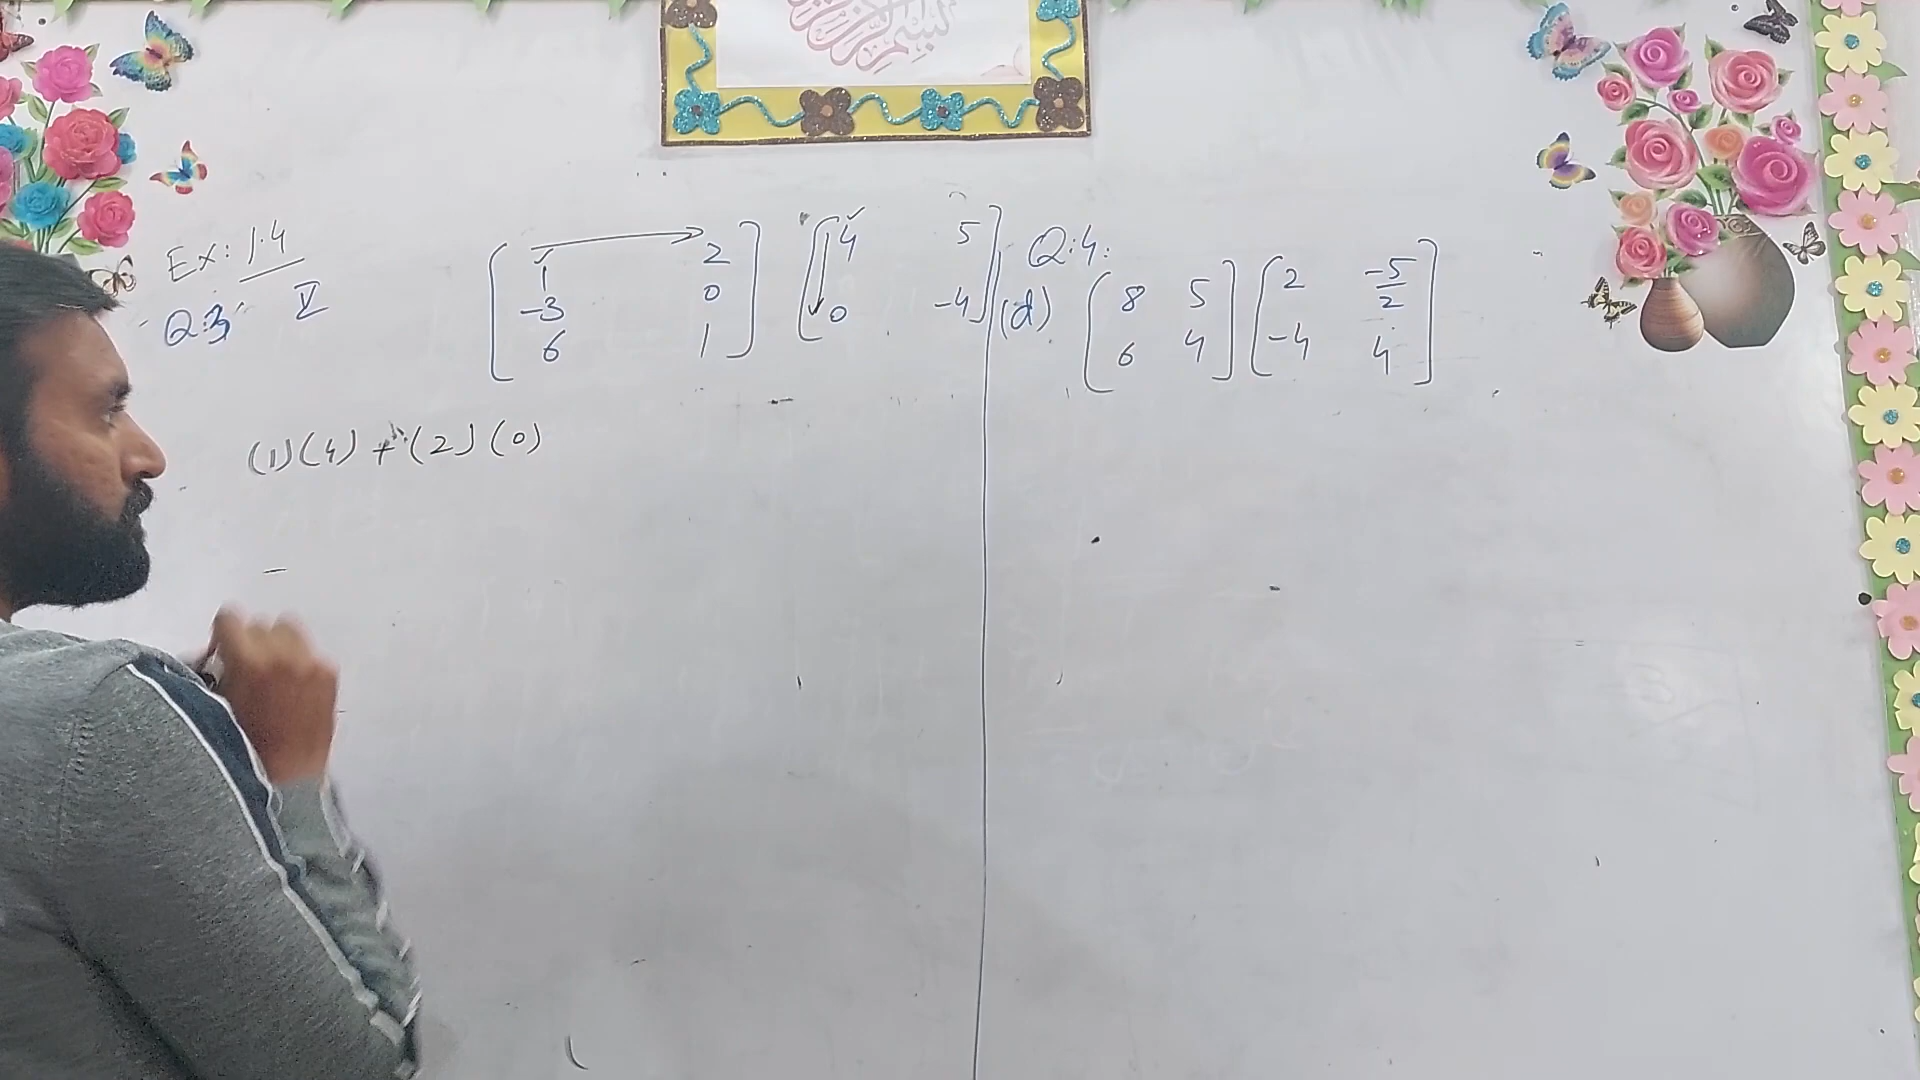 Ex: 1.4
Q:3 V
[1 2
-3 0
6 1] [4 5
0 -4]
(1)(4) + (2)(0)
Q:4:
(d) [8 5
6 4] [2 -5/2
-4 4]